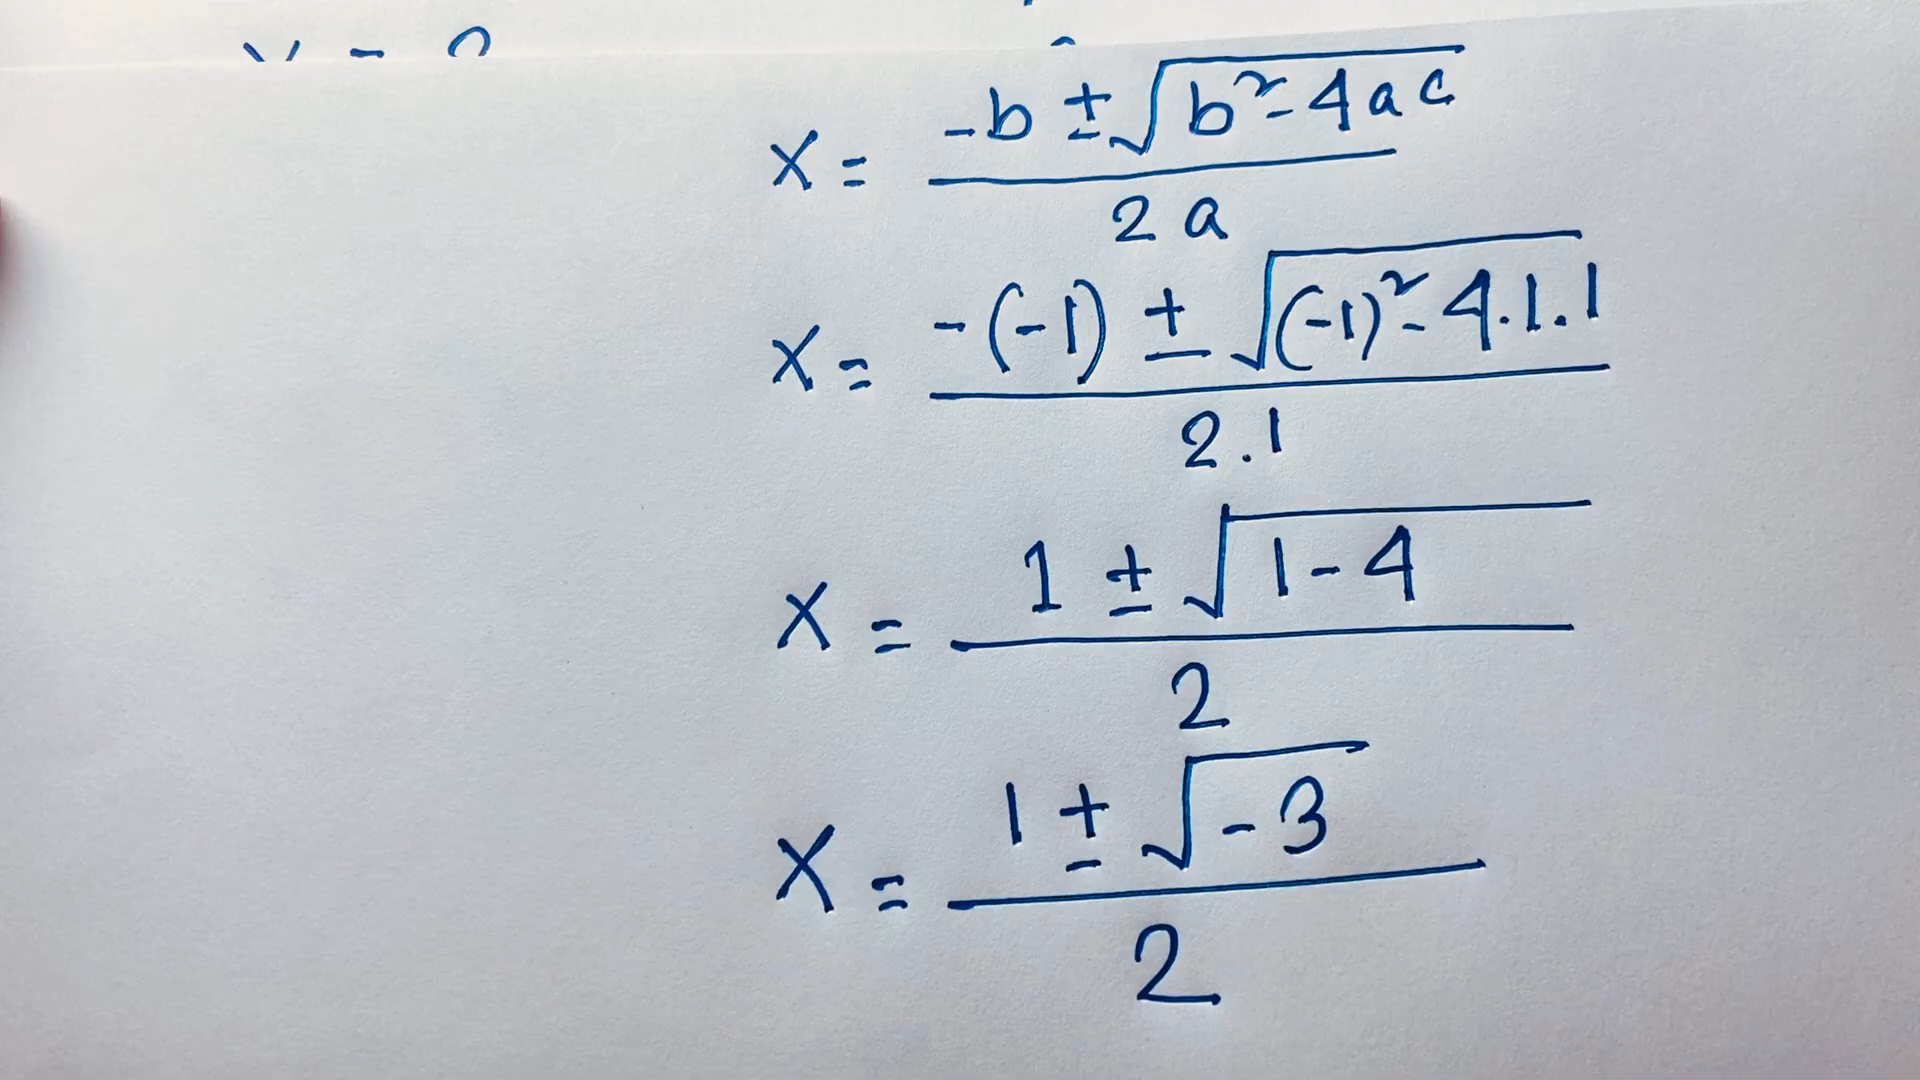 x = (-b ± √(b² - 4ac)) / 2a
x = (-(-1) ± √((-1)² - 4.1.1)) / 2.1
x = (1 ± √(1 - 4)) / 2
x = (1 ± √(-3)) / 2